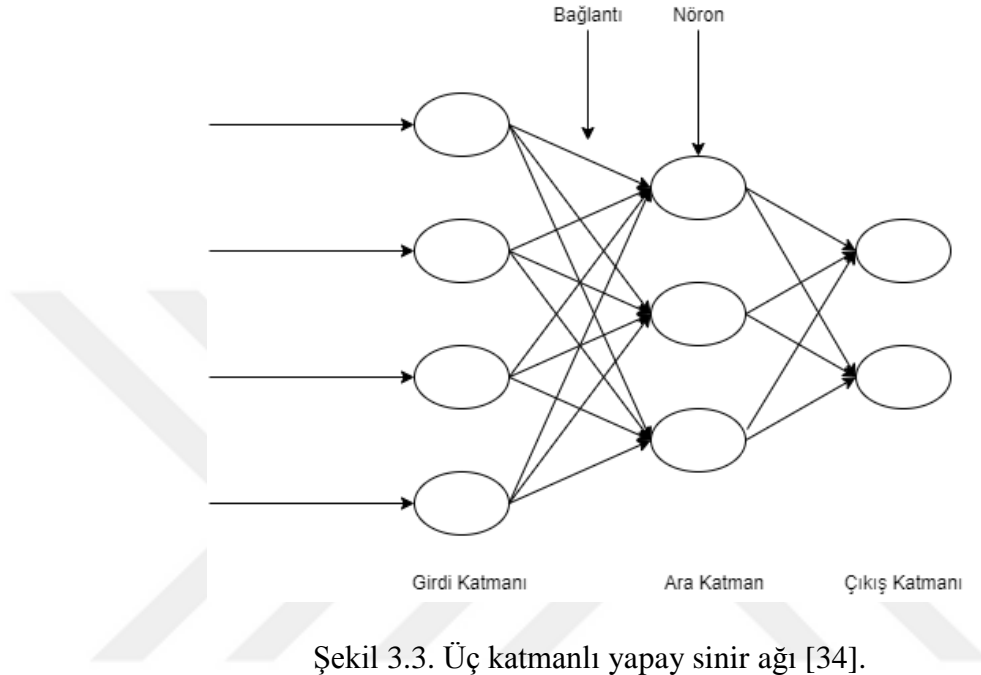 Bağlantı Nöron
Girdi Katmanı Ara Katman Çıkış Katmanı
Şekil 3.3. Üç katmanlı yapay sinir ağı [34].